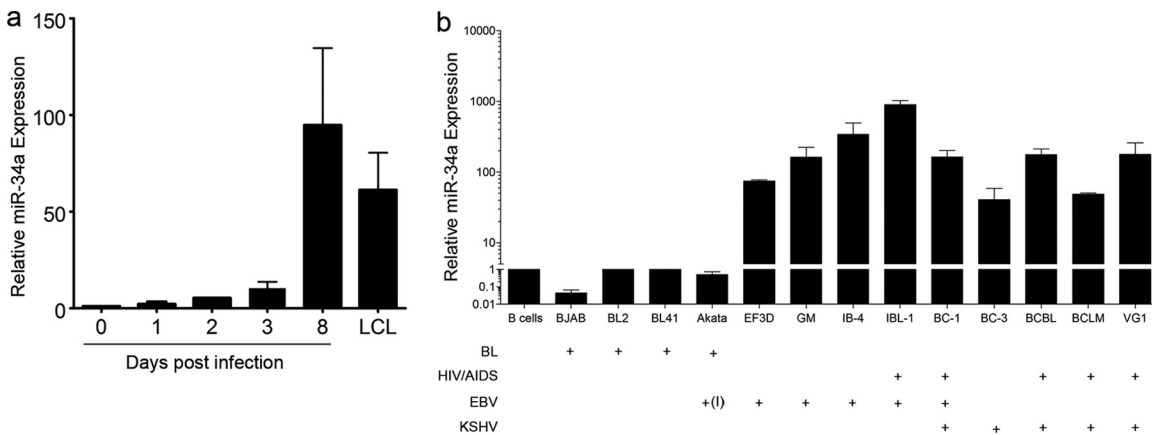 a
Relative miR-34a Expression
150
100
50
0
0 1 2 3 8 LCL
Days post infection
b
Relative miR-34a Expression
10000
1000
100
10
1
0.1
0.01
B cells BJAB BL2 BL41 Akata EF3D GM IB-4 IBL-1 BC-1 BC-3 BCBL BCLM VG1
BL + + + +
HIV/AIDS + + + + +
EBV +(I) + + + + +
KSHV + + + + +